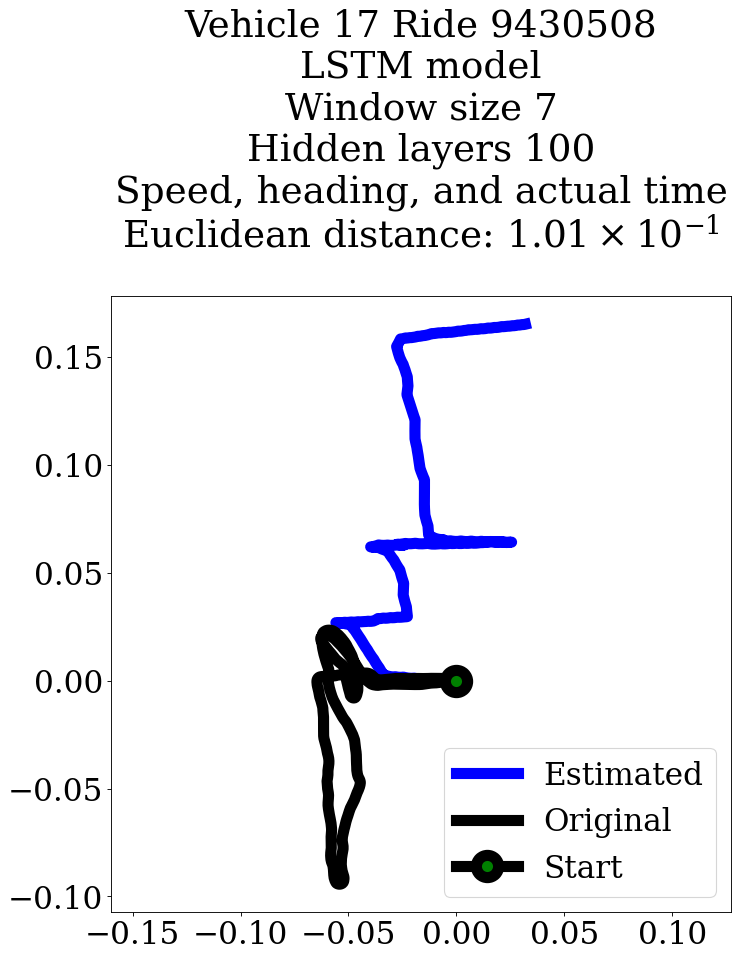 Vehicle 17 Ride 9430508
LSTM model
Window size 7
Hidden layers 100
Speed, heading, and actual time
Euclidean distance: 1.01 × 10⁻¹
0.15
0.10
0.05
0.00
−0.05
−0.10
Estimated
Original
Start
−0.15 −0.10 −0.05 0.00 0.05 0.10